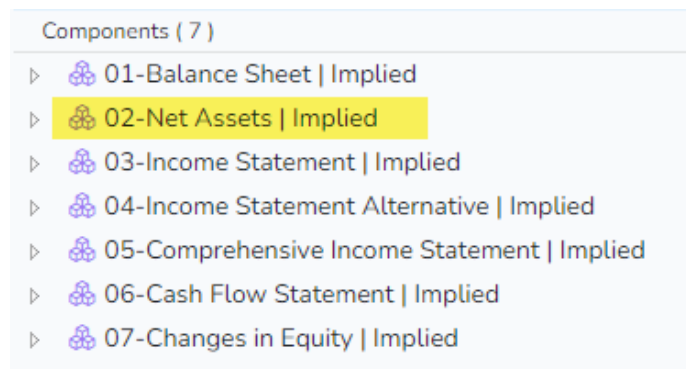 Components ( 7 )
01-Balance Sheet | Implied
02-Net Assets | Implied
03-Income Statement | Implied
04-Income Statement Alternative | Implied
05-Comprehensive Income Statement | Implied
06-Cash Flow Statement | Implied
07-Changes in Equity | Implied